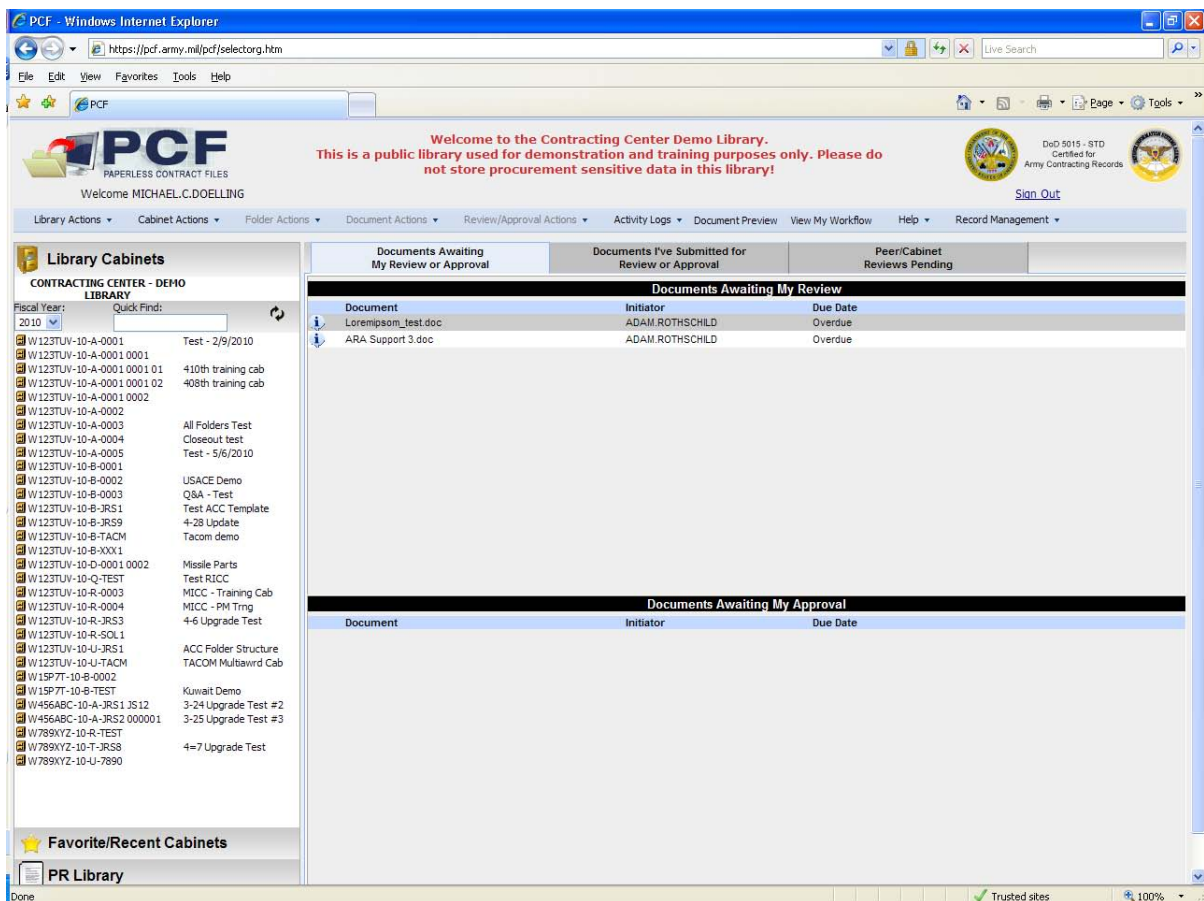 PCF - Windows Internet Explorer
https://pcf.army.mil/pcf/selectorg.htm
Live Search
File Edit View Favorites Tools Help
PCF
Page Tools
PCF
PAPERLESS CONTRACT FILES
Welcome MICHAEL.C.DOELLING
Welcome to the Contracting Center Demo Library.
This is a public library used for demonstration and training purposes only. Please do
not store procurement sensitive data in this library!
DoD 5015 - STD
Certified for
Army Contracting Records
Sign Out
Library Actions Cabinet Actions Folder Actions Document Actions Review/Approval Actions Activity Logs Document Preview View My Workflow Help Record Management
Library Cabinets
CONTRACTING CENTER - DEMO
LIBRARY
Fiscal Year: Quick Find:
2010
W123TUV-10-A-0001 Test - 2/9/2010
W123TUV-10-A-0001 0001
W123TUV-10-A-0001 0001 01 410th training cab
W123TUV-10-A-0001 0001 02 408th training cab
W123TUV-10-A-0001 0002
W123TUV-10-A-0002
W123TUV-10-A-0003 All Folders Test
W123TUV-10-A-0004 Closeout test
W123TUV-10-A-0005 Test - 5/6/2010
W123TUV-10-B-0001
W123TUV-10-B-0002 USACE Demo
W123TUV-10-B-0003 Q&A - Test
W123TUV-10-B-JRS1 Test ACC Template
W123TUV-10-B-JRS9 4-28 Update
W123TUV-10-B-TACM Tacom demo
W123TUV-10-B-XXX1
W123TUV-10-D-0001 0002 Missile Parts
W123TUV-10-Q-TEST Test RICC
W123TUV-10-R-0003 MICC - Training Cab
W123TUV-10-R-0004 MICC - PM Trng
W123TUV-10-R-JRS3 4-6 Upgrade Test
W123TUV-10-R-SOL1
W123TUV-10-U-JRS1 ACC Folder Structure
W123TUV-10-U-TACM TACOM Multiawrd Cab
W15P7T-10-B-0002
W15P7T-10-B-TEST Kuwait Demo
W456ABC-10-A-JRS1 JS12 3-24 Upgrade Test #2
W456ABC-10-A-JRS2 000001 3-25 Upgrade Test #3
W789XYZ-10-R-TEST
W789XYZ-10-T-JRS8 4=7 Upgrade Test
W789XYZ-10-U-7890
Favorite/Recent Cabinets
PR Library
Documents Awaiting
My Review or Approval
Documents I've Submitted for
Review or Approval
Peer/Cabinet
Reviews Pending
Documents Awaiting My Review
Document Initiator Due Date
Loremipsom_test.doc ADAM.ROTHSCHILD Overdue
ARA Support 3.doc ADAM.ROTHSCHILD Overdue
Documents Awaiting My Approval
Document Initiator Due Date
Done Trusted sites 100%